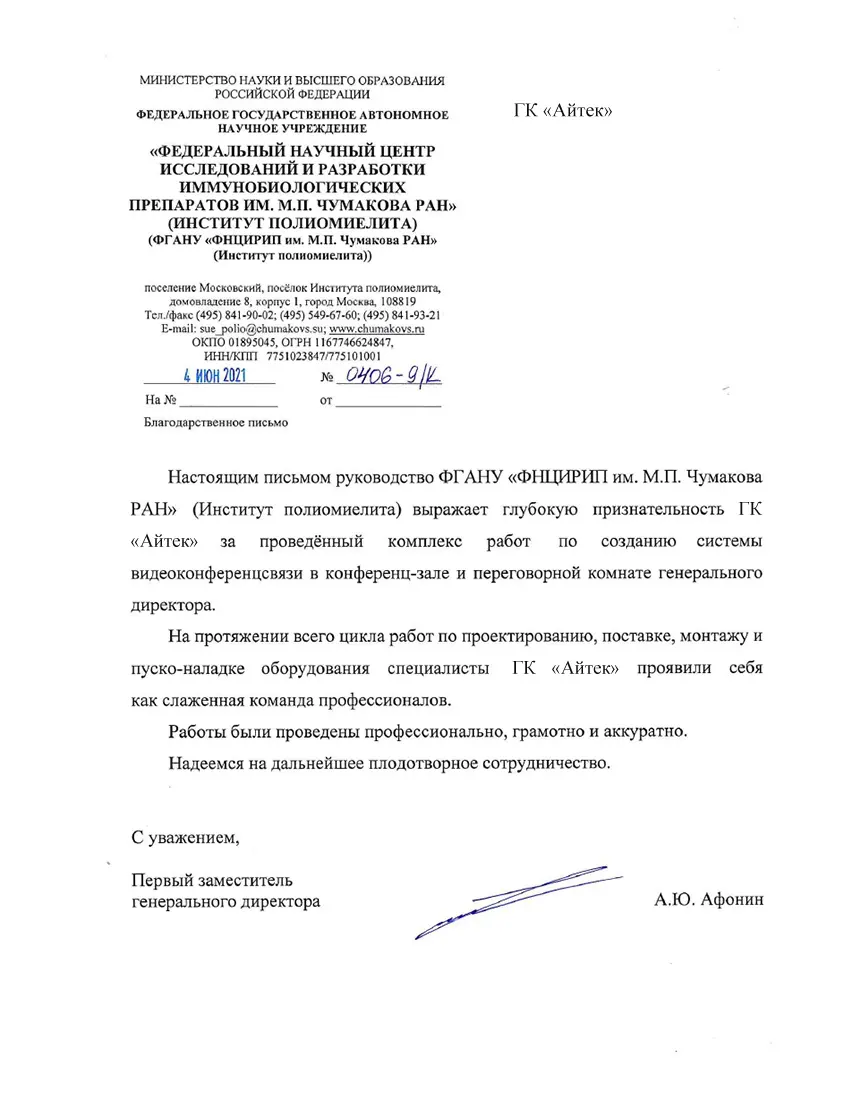 МИНИСТЕРСТВО НАУКИ И ВЫСШЕГО ОБРАЗОВАНИЯ
РОССИЙСКОЙ ФЕДЕРАЦИИ
ФЕДЕРАЛЬНОЕ ГОСУДАРСТВЕННОЕ АВТОНОМНОЕ
НАУЧНОЕ УЧРЕЖДЕНИЕ
«ФЕДЕРАЛЬНЫЙ НАУЧНЫЙ ЦЕНТР
ИССЛЕДОВАНИЙ И РАЗРАБОТКИ
ИММУНОБИОЛОГИЧЕСКИХ
ПРЕПАРАТОВ ИМ. М.П. ЧУМАКОВА РАН»
(ИНСТИТУТ ПОЛИОМИЕЛИТА)
(ФГАНУ «ФНЦИРИП им. М.П. Чумакова РАН»
(Институт полиомиелита))
ГК «Айтек»
поселение Московский, посёлок Института полиомиелита,
домовладение 8, корпус 1, город Москва, 108819
Тел./факс (495) 841-90-02; (495) 549-67-60; (495) 841-93-21
E-mail: sue_polio@chumakovs.su; www.chumakovs.ru
ОКПО 01895045, ОГРН 1167746624847,
ИНН/КПП 7751023847/775101001
4 ИЮН 2021 № 0406-9/К
На № от
Благодарственное письмо
Настоящим письмом руководство ФГАНУ «ФНЦИРИП им. М.П. Чумакова
РАН» (Институт полиомиелита) выражает глубокую признательность ГК
«Айтек» за проведённый комплекс работ по созданию системы
видеоконференцсвязи в конференц-зале и переговорной комнате генерального
директора.
На протяжении всего цикла работ по проектированию, поставке, монтажу и
пуско-наладке оборудования специалисты ГК «Айтек» проявили себя
как слаженная команда профессионалов.
Работы были проведены профессионально, грамотно и аккуратно.
Надеемся на дальнейшее плодотворное сотрудничество.
С уважением,
Первый заместитель
генерального директора А.Ю. Афонин